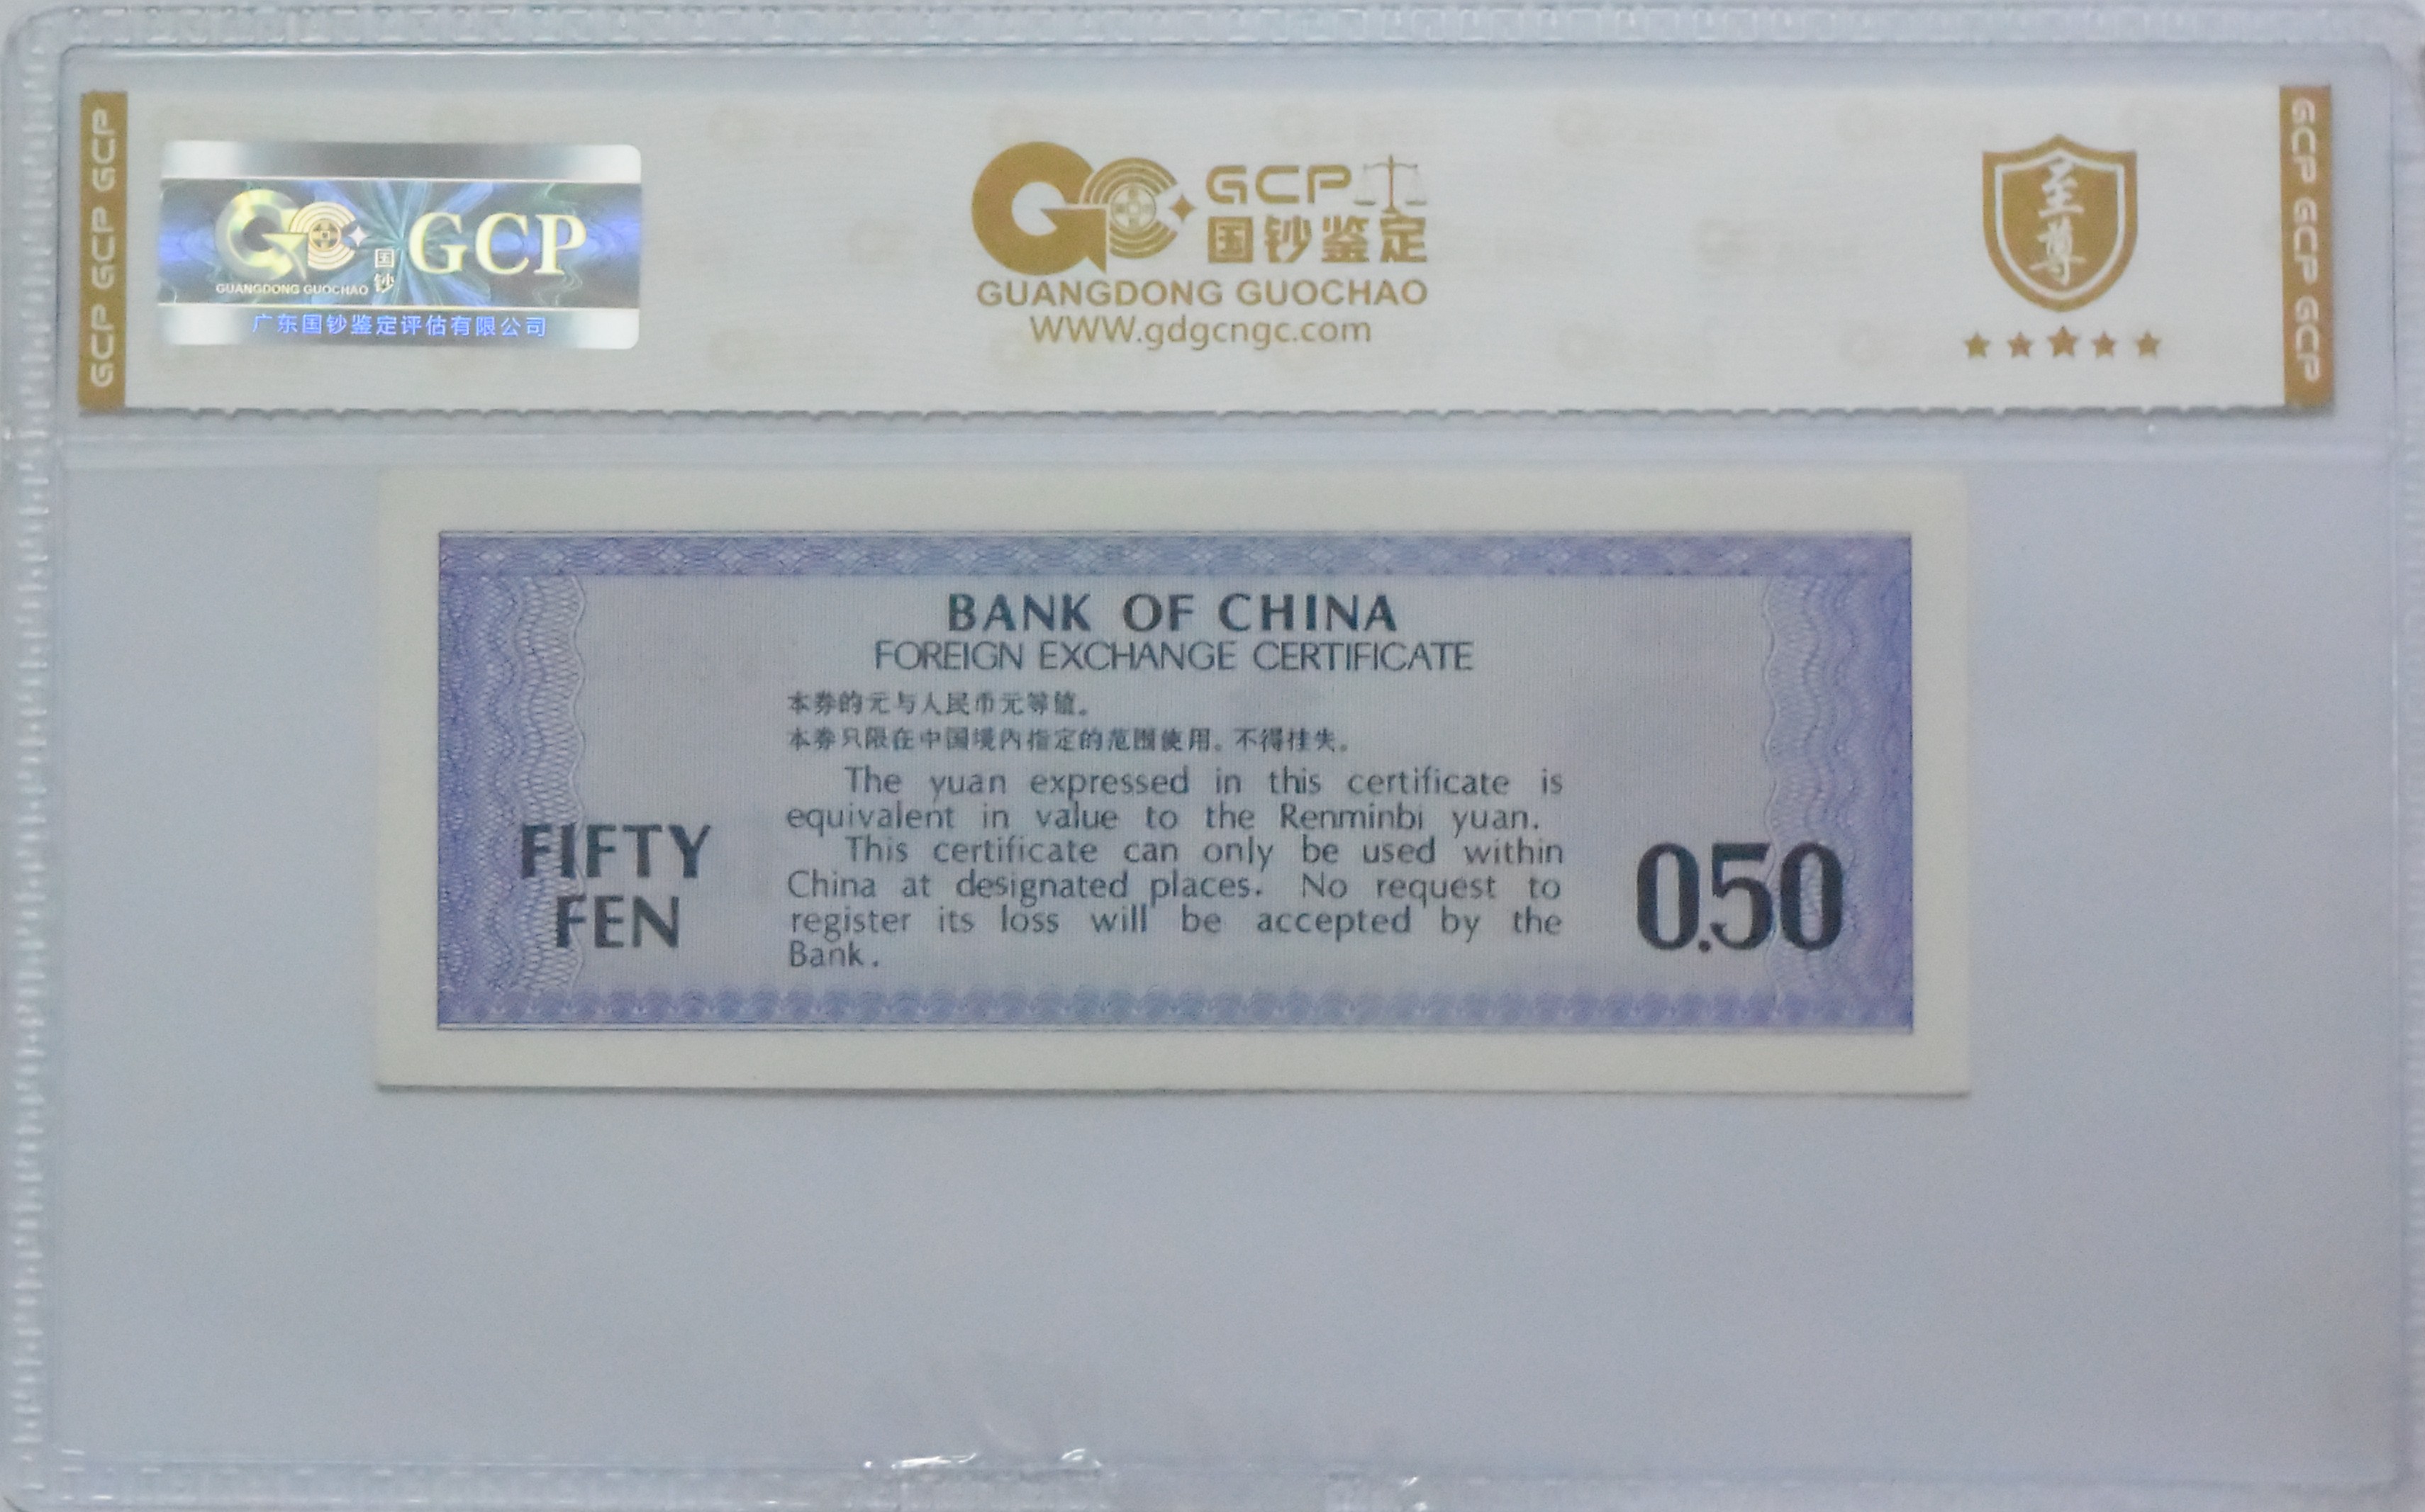 GCP GCP GCP
GCP
国钞
GUANGDONG GUOCHAO
广东国钞鉴定评估有限公司
GCP
国钞鉴定
GUANGDONG GUOCHAO
WWW.gdgcngc.com
至尊
GCP GCP GCP
BANK OF CHINA
FOREIGN EXCHANGE CERTIFICATE
本券的元与人民币元等值。
本券只限在中国境内指定的范围使用。不得挂失。
The yuan expressed in this certificate is
equivalent in value to the Renminbi yuan.
This certificate can only be used within
China at designated places. No request to
register its loss will be accepted by the
Bank.
FIFTY
FEN
0.50